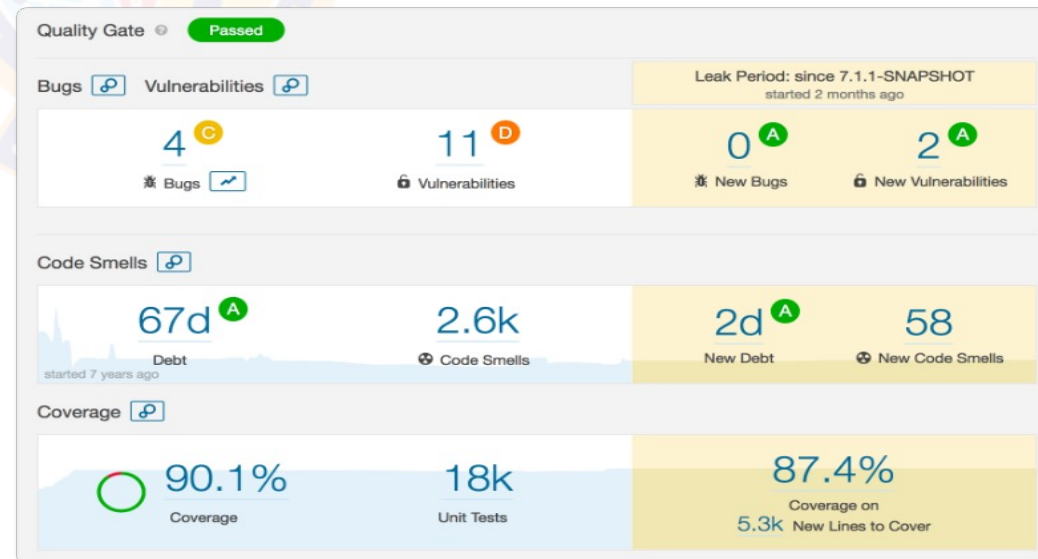 Quality Gate ? Passed
Bugs Vulnerabilities
Leak Period: since 7.1.1-SNAPSHOT
started 2 months ago
4 C 11 D 0 A 2 A
Bugs Vulnerabilities New Bugs New Vulnerabilities
Code Smells
67d A 2.6k 2d A 58
Debt Code Smells New Debt New Code Smells
started 7 years ago
Coverage
90.1% 18k 87.4%
Coverage Unit Tests Coverage on
5.3k New Lines to Cover